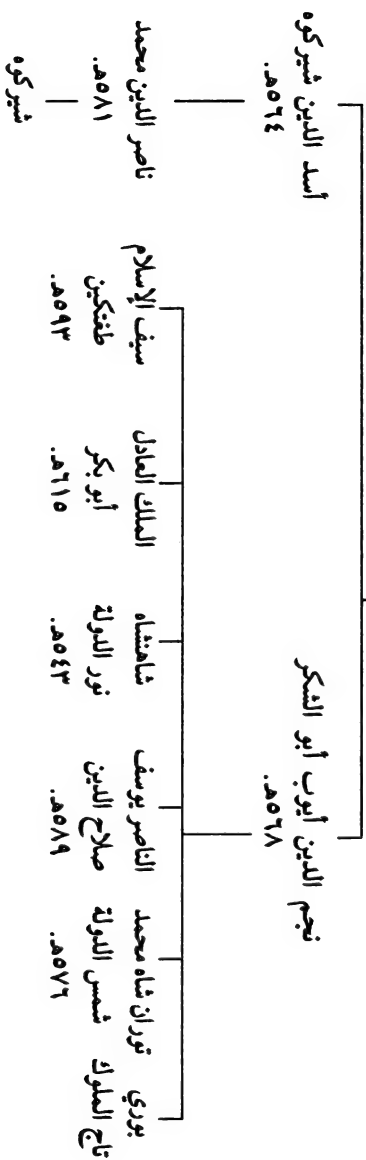 نجم الدين أيوب أبو الشكر
٥٦٨هـ.
أسد الدين شيركوه
٥٦٤هـ.
بوري
تاج الملوك
توران شاه محمد
شمس الدولة
٥٧٦هـ.
الناصر يوسف
صلاح الدين
٥٨٩هـ.
شاهنشاه
نور الدولة
٥٤٣هـ.
الملك العادل
أبو بكر
٦١٥هـ.
سيف الإسلام
طغتكين
٥٩٣هـ.
ناصر الدين محمد
٥٨١هـ.
شيركوه